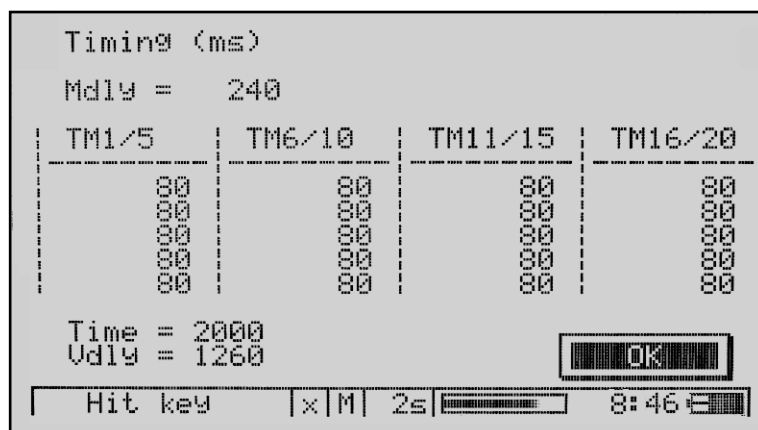 Timing (ms)
Mdly = 240
TM1/5 TM6/10 TM11/15 TM16/20
80 80 80 80
80 80 80 80
80 80 80 80
80 80 80 80
80 80 80 80
Time = 2000
Vdly = 1260
OK
Hit key x M 2s 8:46